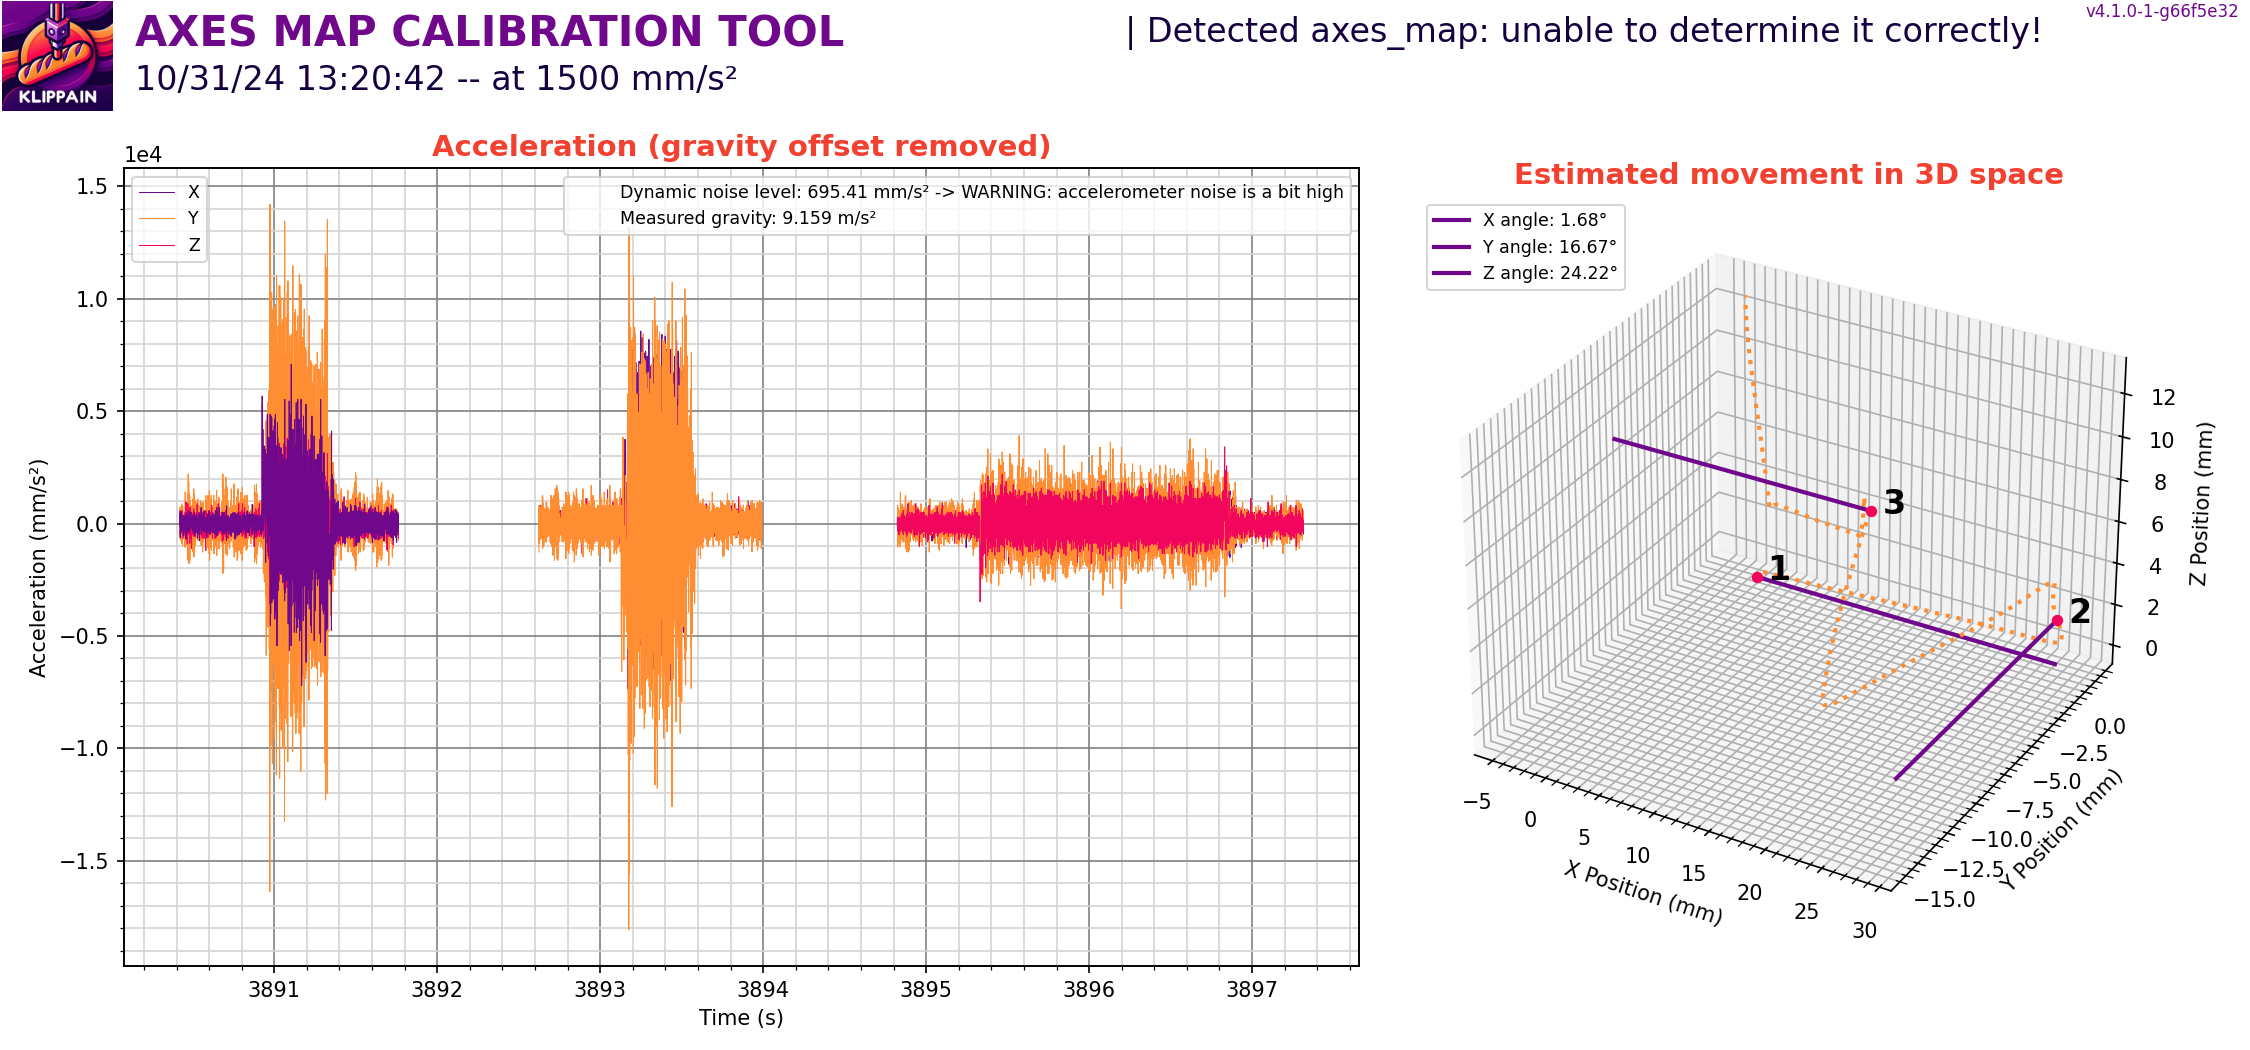 KLIPPAIN
AXES MAP CALIBRATION TOOL
10/31/24 13:20:42 -- at 1500 mm/s²
| Detected axes_map: unable to determine it correctly!
v4.1.0-1-g66f5e32
Acceleration (gravity offset removed)
1e4
X
Y
Z
Dynamic noise level: 695.41 mm/s² -> WARNING: accelerometer noise is a bit high
Measured gravity: 9.159 m/s²
1.5
1.0
0.5
0.0
−0.5
−1.0
−1.5
Acceleration (mm/s²)
3891
3892
3893
3894
3895
3896
3897
Time (s)
Estimated movement in 3D space
X angle: 1.68°
Y angle: 16.67°
Z angle: 24.22°
1
2
3
12
10
8
6
4
2
0
Z Position (mm)
0.0
−2.5
−5.0
−7.5
−10.0
−12.5
−15.0
Y Position (mm)
−5
0
5
10
15
20
25
30
X Position (mm)